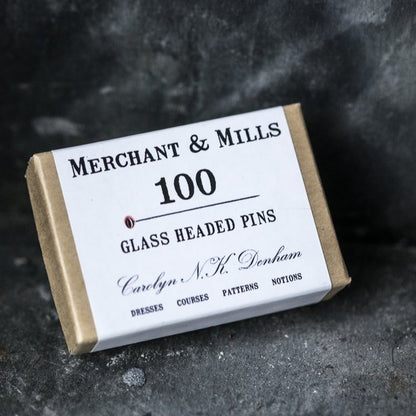 MERCHANT & MILLS
100
GLASS HEADED PINS
Carolyn N.K. Denham
DRESSES COURSES PATTERNS NOTIONS